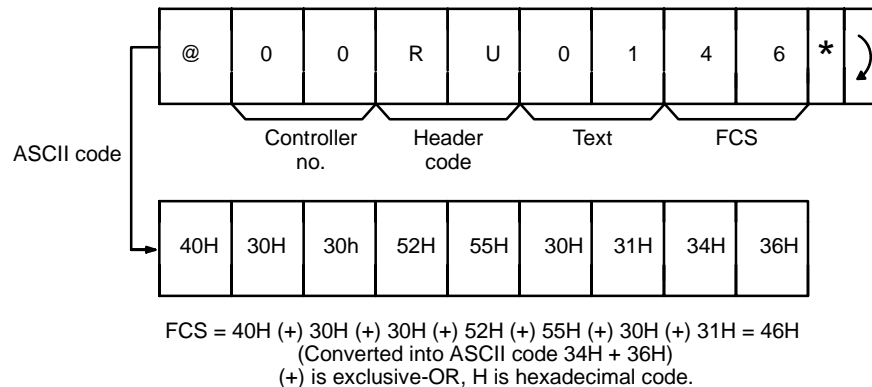 @ 0 0 R U 0 1 4 6 *
Controller no.
Header code
Text
FCS
ASCII code
40H 30H 30h 52H 55H 30H 31H 34H 36H
FCS = 40H (+) 30H (+) 30H (+) 52H (+) 55H (+) 30H (+) 31H = 46H
(Converted into ASCII code 34H + 36H)
(+) is exclusive-OR, H is hexadecimal code.